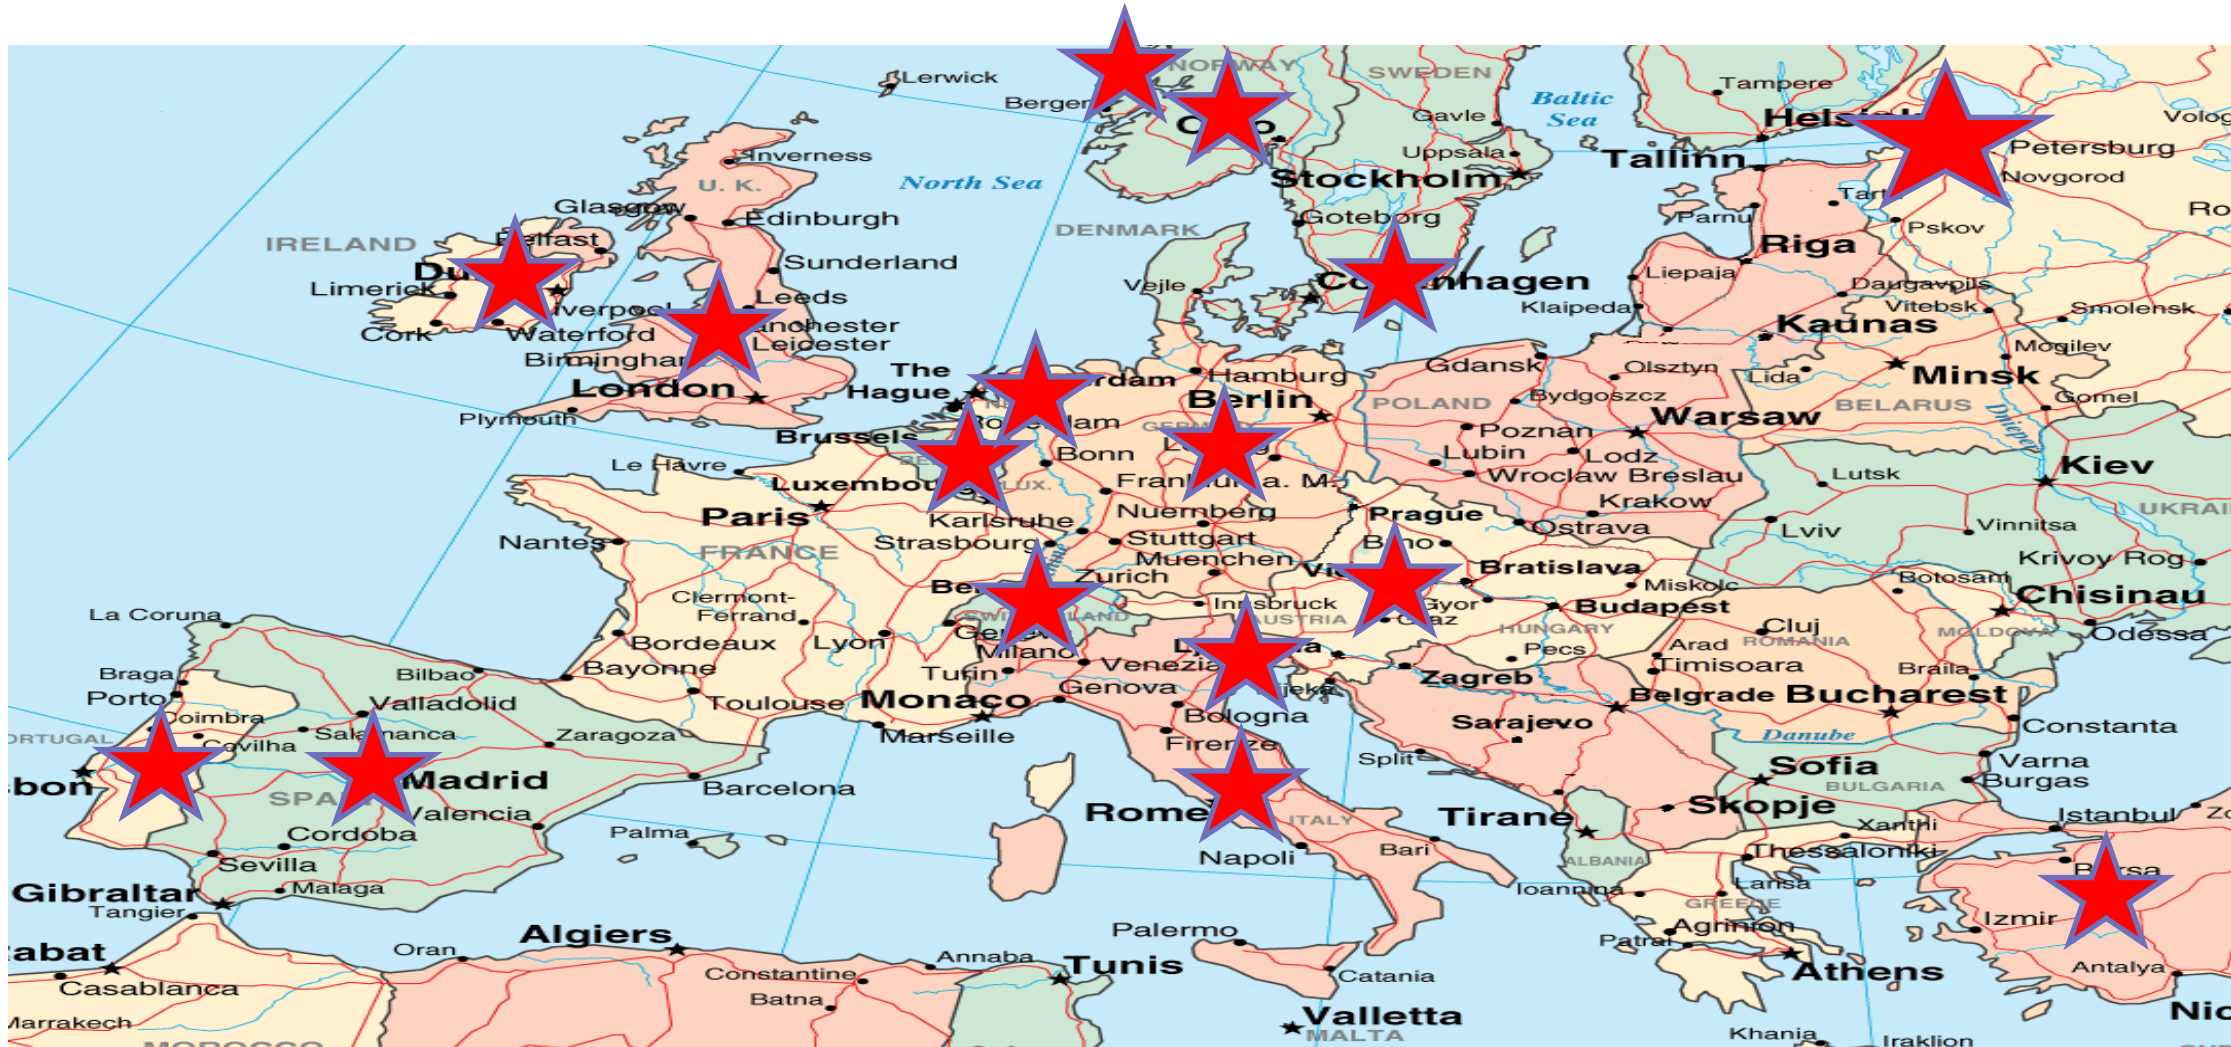 NORWAY
SWEDEN
Lerwick
Tampere
Baltic
Sea
Gavle
Petersburg
Inverness
Uppsala
Tallinn
U. K.
North Sea
Stockholm
Novgorod
Glasgow
Edinburgh
Goteborg
Parnu
Pskov
IRELAND
DENMARK
Riga
Sunderland
Liepaja
Limerick
Vejle
Daugavpils
Leeds
Klaipeda
Vitebsk
Smolensk
Cork
Waterford
Kaunas
Leicester
Mogilev
The
Hague
Gdansk
Olsztyn
Hamburg
Lida
Minsk
London
Berlin
Bydgoszcz
POLAND
BELARUS
Gomel
Plymouth
Warsaw
Dnieper
Brussels
Poznan
Bonn
Lubin
Lodz
Le Havre
Kiev
Lutsk
Wroclaw Breslau
LUX.
Krakow
Paris
Nuernberg
Prague
Karlsruhe
Ostrava
Lviv
Vinnitsa
Nantes
Strasbourg
Stuttgart
FRANCE
Muenchen
Krivoy Rog
Zurich
Bratislava
Miskolc
Botosani
Clermont-
Ferrand
Innsbruck
Gyor
Budapest
Chisinau
La Coruna
AUSTRIA
HUNGARY
Cluj
ROMANIA
MOLDOVA
Odessa
Bordeaux
Lyon
Milano
Pecs
Arad
Timisoara
Braila
Braga
Bilbao
Bayonne
Turin
Zagreb
Porto
Genova
Valladolid
Toulouse
Monaco
Belgrade
Bucharest
Coimbra
Bologna
Sarajevo
Constanta
Covilha
Zaragoza
Marseille
Firenze
Danube
Split
Varna
Sofia
Madrid
Barcelona
BULGARIA
Burgas
Rome
Skopje
Valencia
Tirane
ITALY
Istanbul
Cordoba
Palma
Xanthi
Napoli
Bari
Thessaloniki
Sevilla
ALBANIA
Gibraltar
Malaga
Ioannina
Larisa
Tangier
GREECE
Izmir
Agrinion
Algiers
Palermo
Patrai
Oran
Annaba
Tunis
Athens
Antalya
Constantine
Catania
Casablanca
Batna
Valletta
Marrakech
MALTA
Khania
Iraklion
MOROCCO